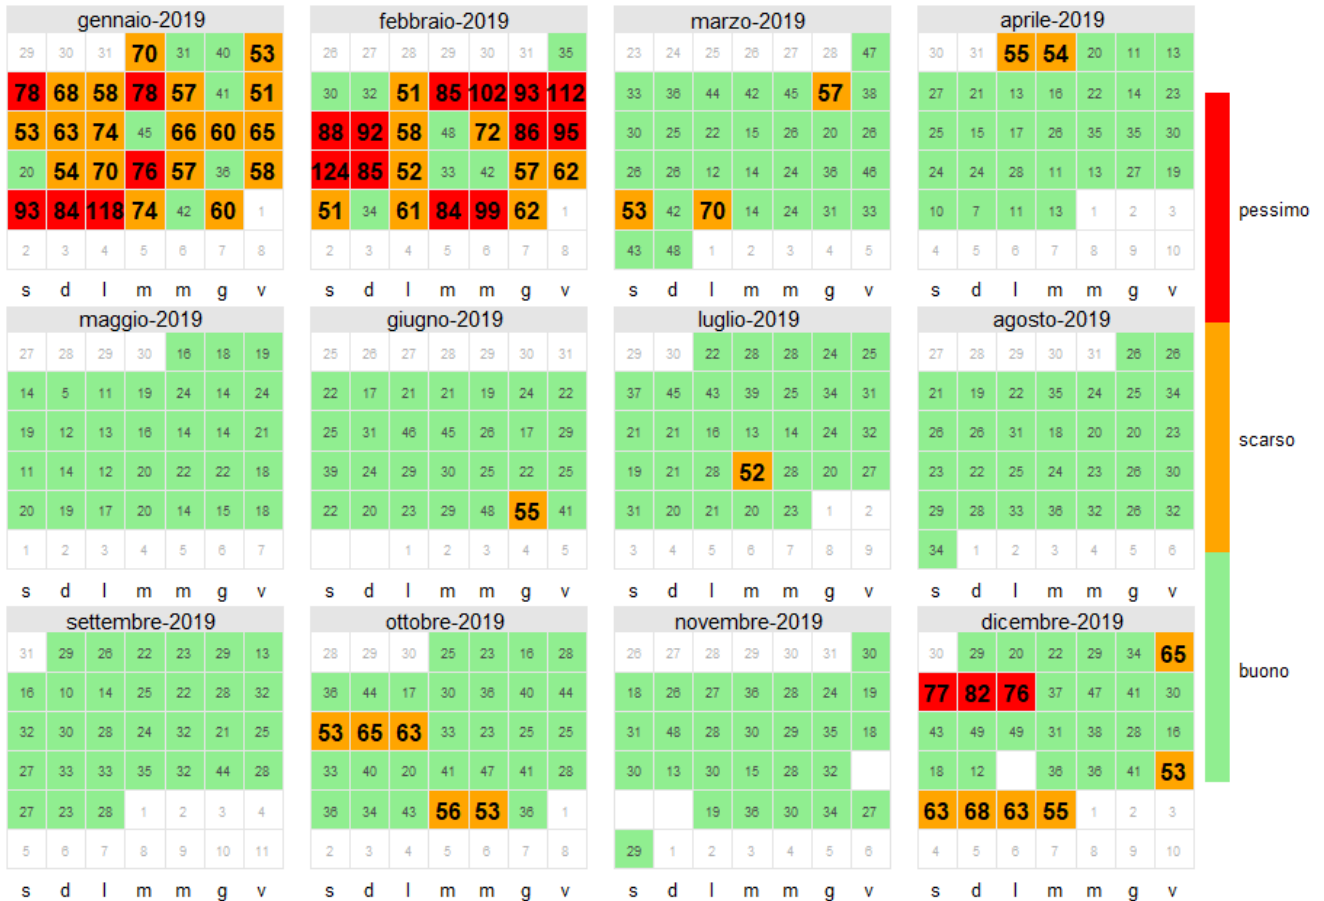 gennaio-2019 febbraio-2019 marzo-2019 aprile-2019
29 30 31 70 31 40 53 26 27 28 29 30 31 35 23 24 25 26 27 28 47 30 31 55 54 20 11 13
78 68 58 78 57 41 51 30 32 51 85 102 93 112 33 36 44 42 45 57 38 27 21 13 16 22 14 23
53 63 74 45 66 60 65 88 92 58 48 72 86 95 30 25 22 15 26 20 26 25 15 17 26 35 35 30
20 54 70 76 57 36 58 124 85 52 33 42 57 62 26 26 12 14 24 36 46 24 24 28 11 13 27 19
93 84 118 74 42 60 1 51 34 61 84 99 62 1 53 42 70 14 24 31 33 10 7 11 13 1 2 3
2 3 4 5 6 7 8 2 3 4 5 6 7 8 43 48 1 2 3 4 5 4 5 6 7 8 9 10
s d l m m g v s d l m m g v s d l m m g v s d l m m g v
maggio-2019 giugno-2019 luglio-2019 agosto-2019
27 28 29 30 16 18 19 25 26 27 28 29 30 31 29 30 22 28 28 24 25 27 28 29 30 31 26 26
14 5 11 19 24 14 24 22 17 21 21 19 24 22 37 45 43 39 25 34 31 21 19 22 35 24 25 34
19 12 13 16 14 14 21 25 31 46 45 26 17 29 21 21 16 13 14 24 32 26 26 31 18 20 20 23
11 14 12 20 22 22 18 39 24 29 30 25 22 25 19 21 28 52 28 20 27 23 22 25 24 23 26 30
20 19 17 20 14 15 18 22 20 23 29 48 55 41 31 20 21 20 23 1 2 29 28 33 36 32 26 32
1 2 3 4 5 6 7 1 2 3 4 5 3 4 5 6 7 8 9 34 1 2 3 4 5 6
s d l m m g v s d l m m g v s d l m m g v s d l m m g v
settembre-2019 ottobre-2019 novembre-2019 dicembre-2019
31 29 26 22 23 29 13 28 29 30 25 23 16 28 26 27 28 29 30 31 30 30 29 20 22 29 34 65
16 10 14 25 22 28 32 36 44 17 30 36 40 44 18 26 27 36 28 24 19 77 82 76 37 47 41 30
32 30 28 24 32 21 25 53 65 63 33 23 25 25 31 48 28 30 29 35 18 43 49 49 31 38 28 16
27 33 33 35 32 44 28 33 40 20 41 47 41 28 30 13 30 15 28 32 18 12 36 36 41 53
27 23 28 1 2 3 4 36 34 43 56 53 36 1 19 36 30 34 27 63 68 63 55 1 2 3
5 6 7 8 9 10 11 2 3 4 5 6 7 8 29 1 2 3 4 5 6 4 5 6 7 8 9 10
s d l m m g v s d l m m g v s d l m m g v s d l m m g v
pessimo
scarso
buono